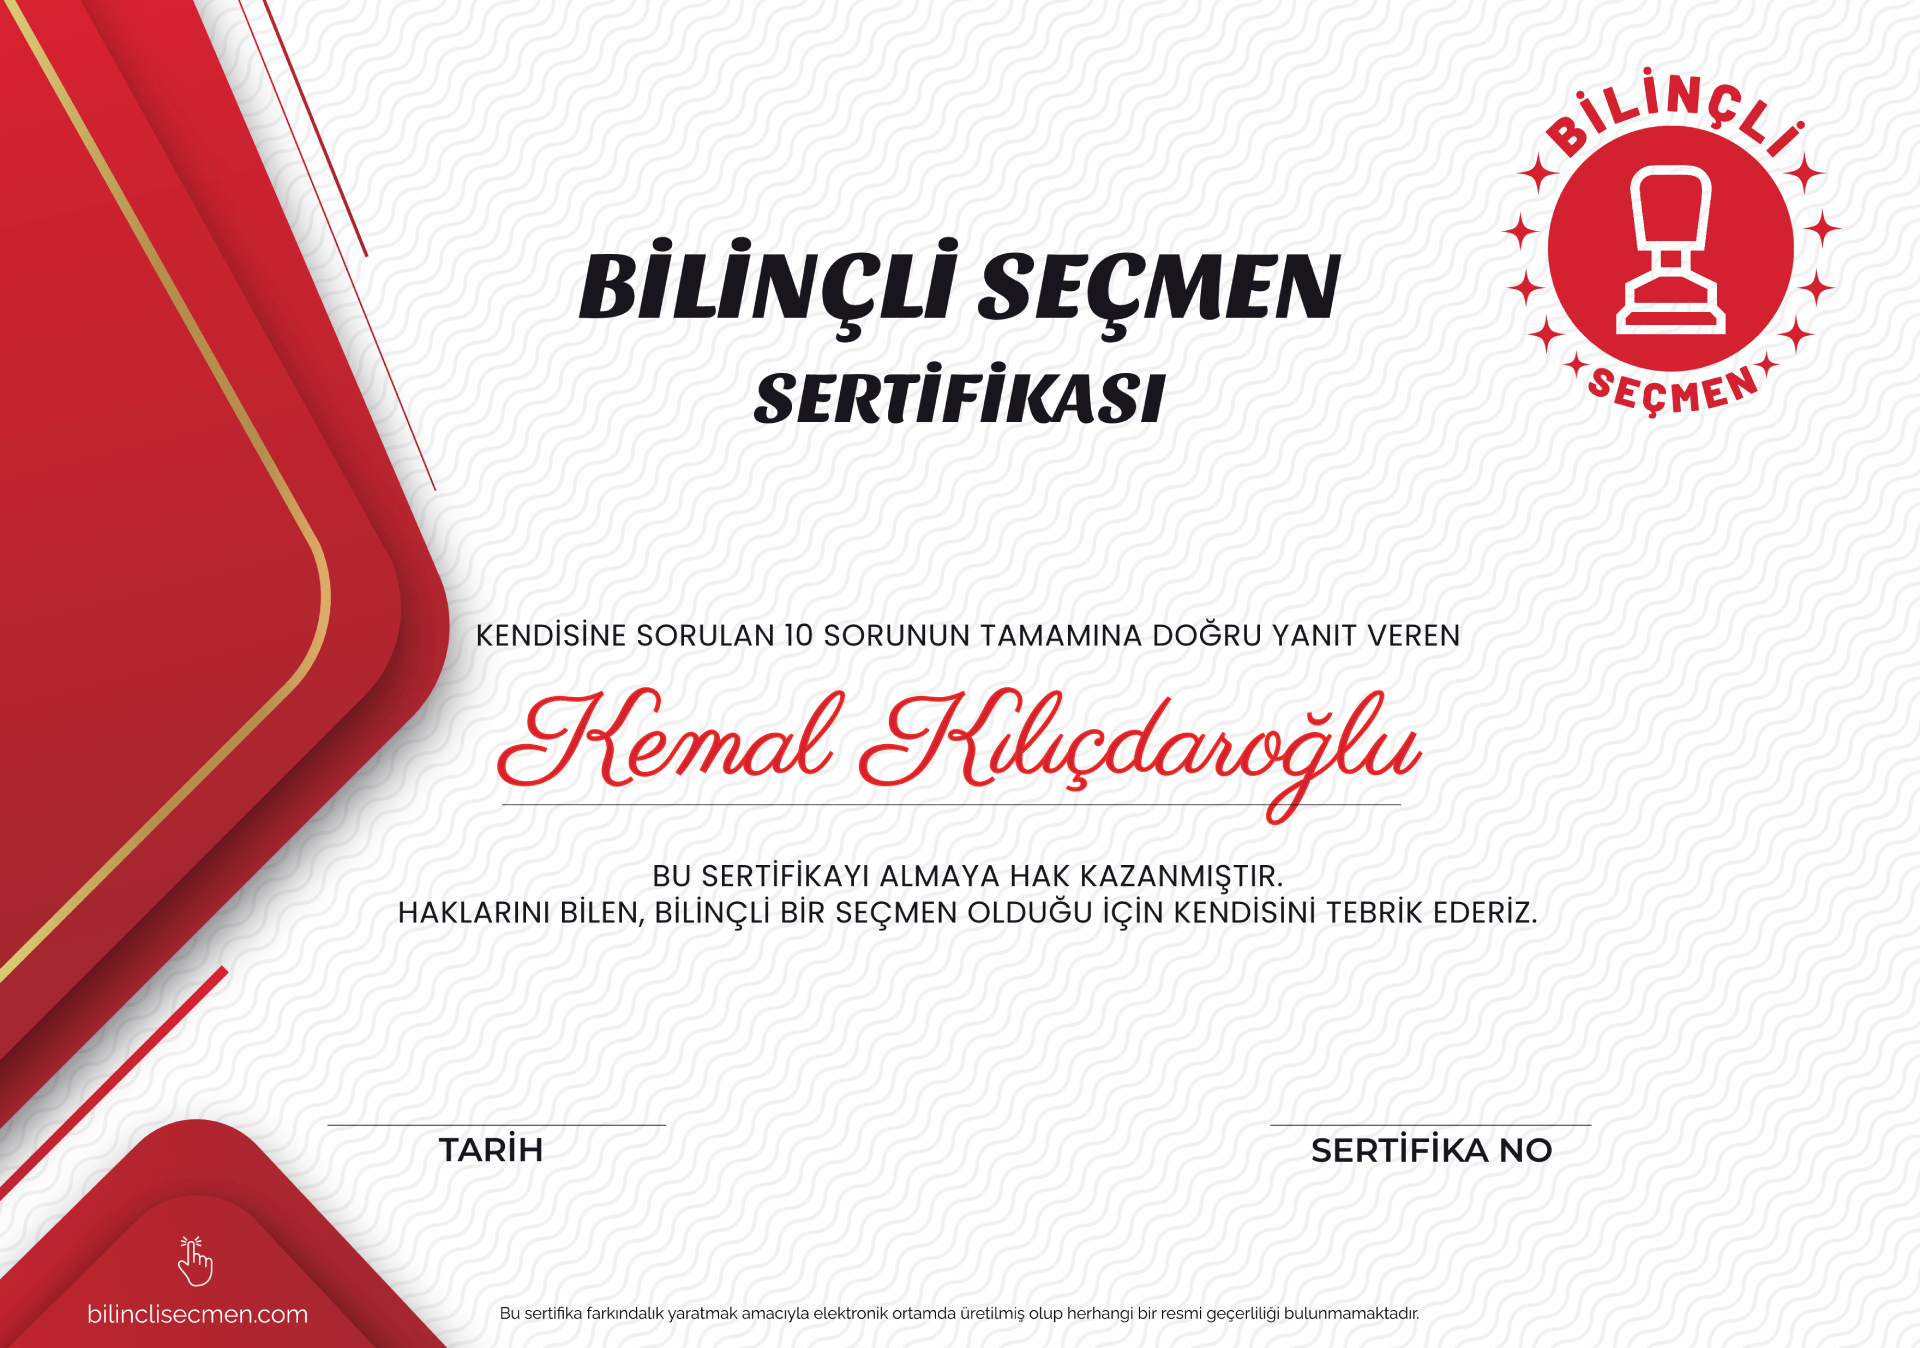 BİLİNÇLİ
SEÇMEN
BİLİNÇLİ SEÇMEN
SERTİFİKASI
KENDİSİNE SORULAN 10 SORUNUN TAMAMINA DOĞRU YANIT VEREN
Kemal Kılıçdaroğlu
BU SERTİFİKAYI ALMAYA HAK KAZANMIŞTIR.
HAKLARINI BİLEN, BİLİNÇLİ BİR SEÇMEN OLDUĞU İÇİN KENDİSİNİ TEBRİK EDERİZ.
TARİH
SERTİFİKA NO
bilinclisecmen.com
Bu sertifika farkındalık yaratmak amacıyla elektronik ortamda üretilmiş olup herhangi bir resmi geçerliliği bulunmamaktadır.